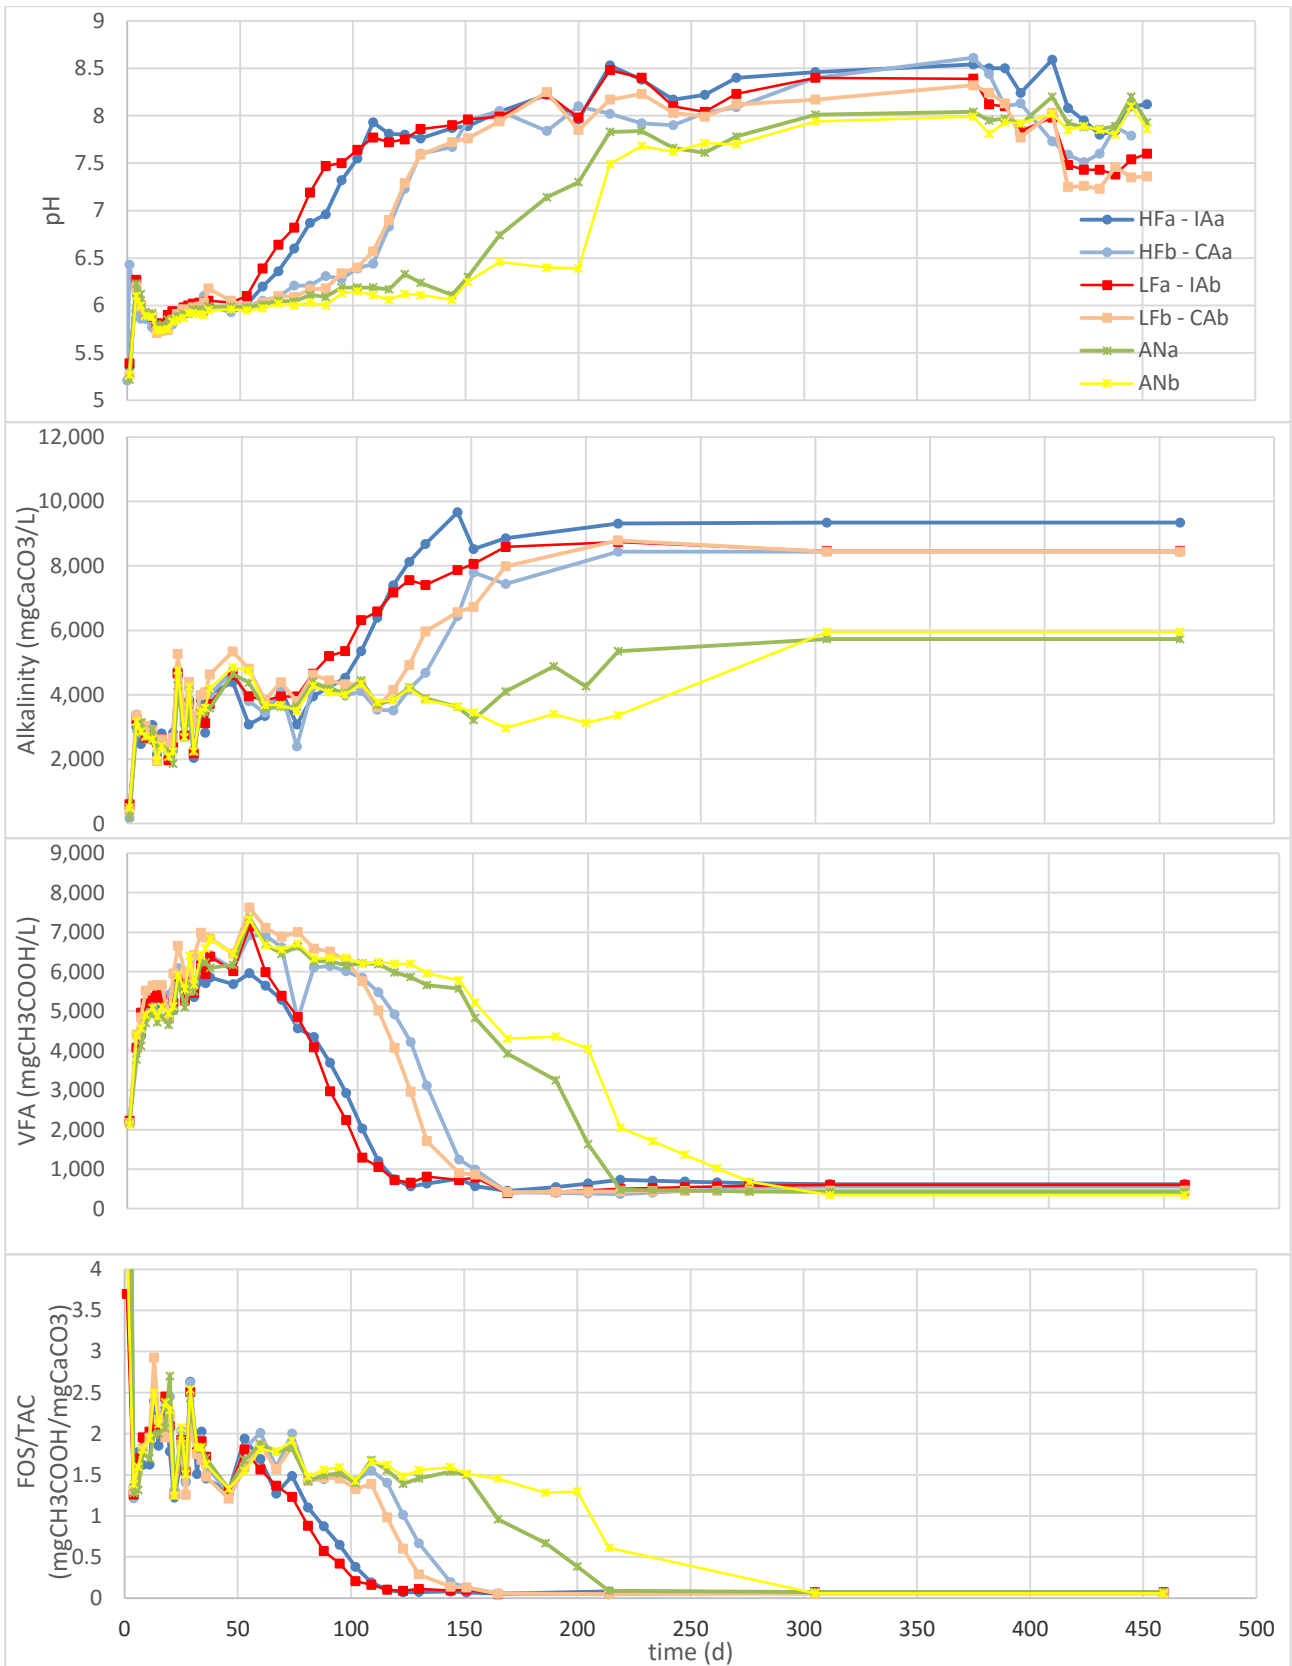 9
8.5
8
7.5
7
6.5
6
5.5
5
pH
HFa - IAa
HFb - CAa
LFa - IAb
LFb - CAb
ANa
ANb
12,000
10,000
8,000
6,000
4,000
2,000
0
Alkalinity (mgCaCO3/L)
9,000
8,000
7,000
6,000
5,000
4,000
3,000
2,000
1,000
0
VFA (mgCH3COOH/L)
4
3.5
3
2.5
2
1.5
1
0.5
0
FOS/TAC
(mgCH3COOH/mgCaCO3)
0 50 100 150 200 250 300 350 400 450 500
time (d)